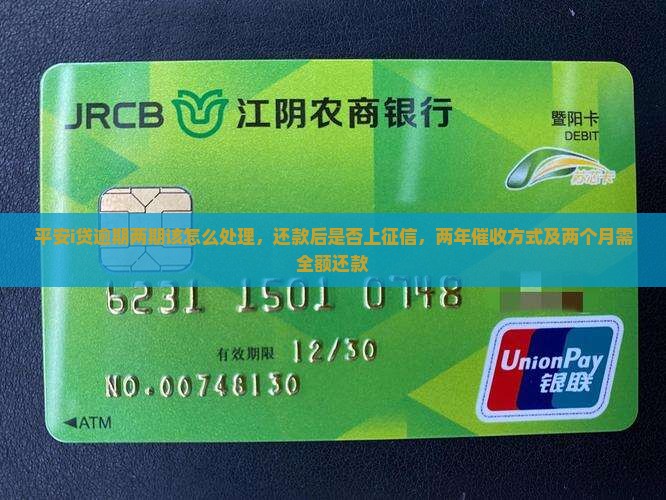 JRCB 江阴农商银行
暨阳卡
DEBIT
平安i贷逾期两期该怎么处理，还款后是否上征信，两年催收方式及两个月需
全额还款
6231 1501 0748
有效期限 12/30
NO.00748130
UnionPay
银联
◄ATM